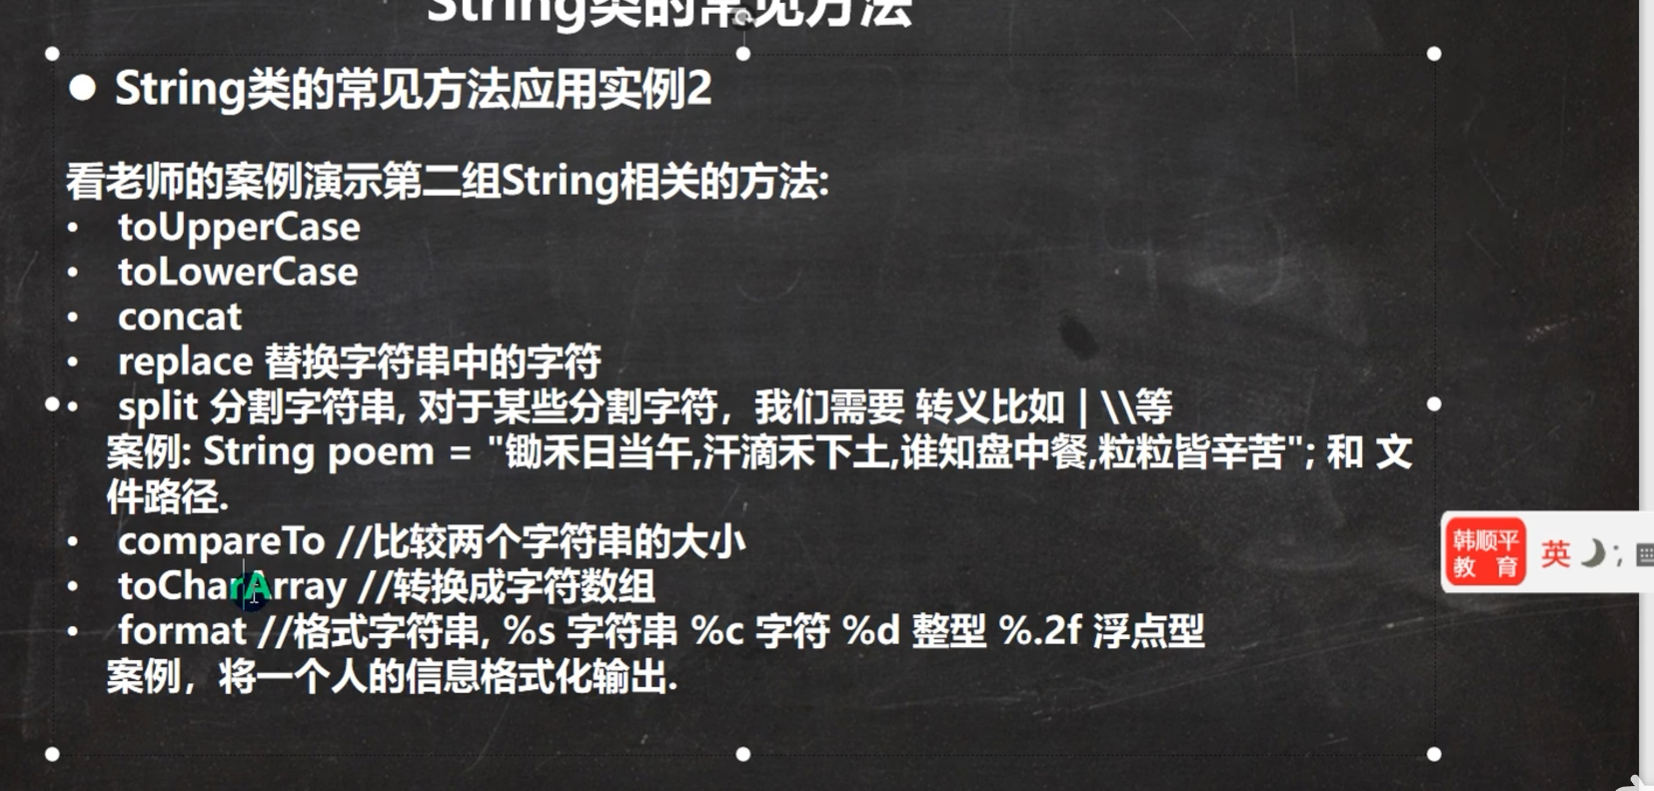 String类的常见方法
● String类的常见方法应用实例2
看老师的案例演示第二组String相关的方法:
• toUpperCase
• toLowerCase
• concat
• replace 替换字符串中的字符
• split 分割字符串, 对于某些分割字符，我们需要 转义比如 | \\等
案例: String poem = "锄禾日当午,汗滴禾下土,谁知盘中餐,粒粒皆辛苦"; 和 文
件路径.
• compareTo //比较两个字符串的大小
• toCharArray //转换成字符数组
• format //格式字符串, %s 字符串 %c 字符 %d 整型 %.2f 浮点型
案例，将一个人的信息格式化输出.
韩顺平
教 育
英 ;